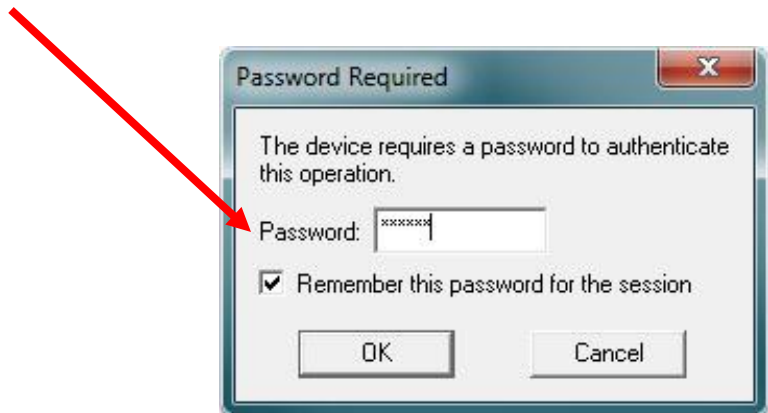 Password Required
The device requires a password to authenticate
this operation.
Password: ******
Remember this password for the session
OK Cancel